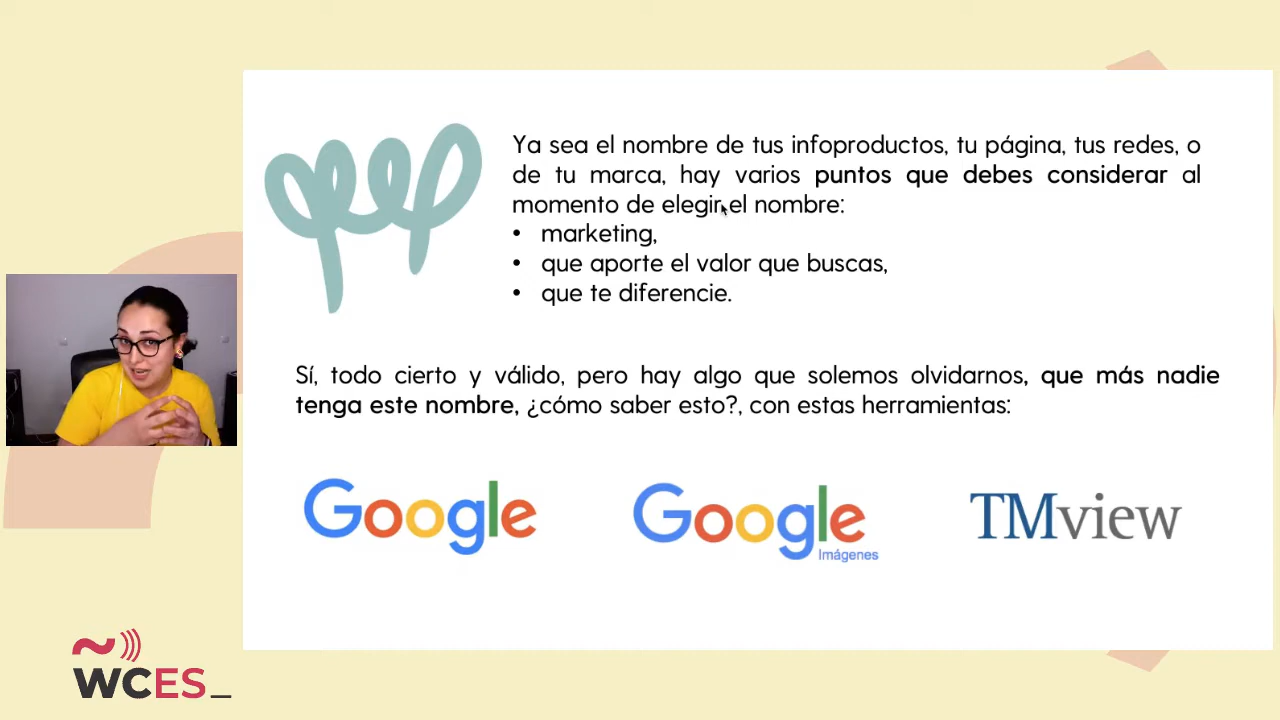 Ya sea el nombre de tus infoproductos, tu página, tus redes, o
de tu marca, hay varios puntos que debes considerar al
momento de elegir el nombre:
• marketing,
• que aporte el valor que buscas,
• que te diferencie.
Sí, todo cierto y válido, pero hay algo que solemos olvidarnos, que más nadie
tenga este nombre, ¿cómo saber esto?, con estas herramientas:
Google
Google
Imágenes
TMview
WCES_